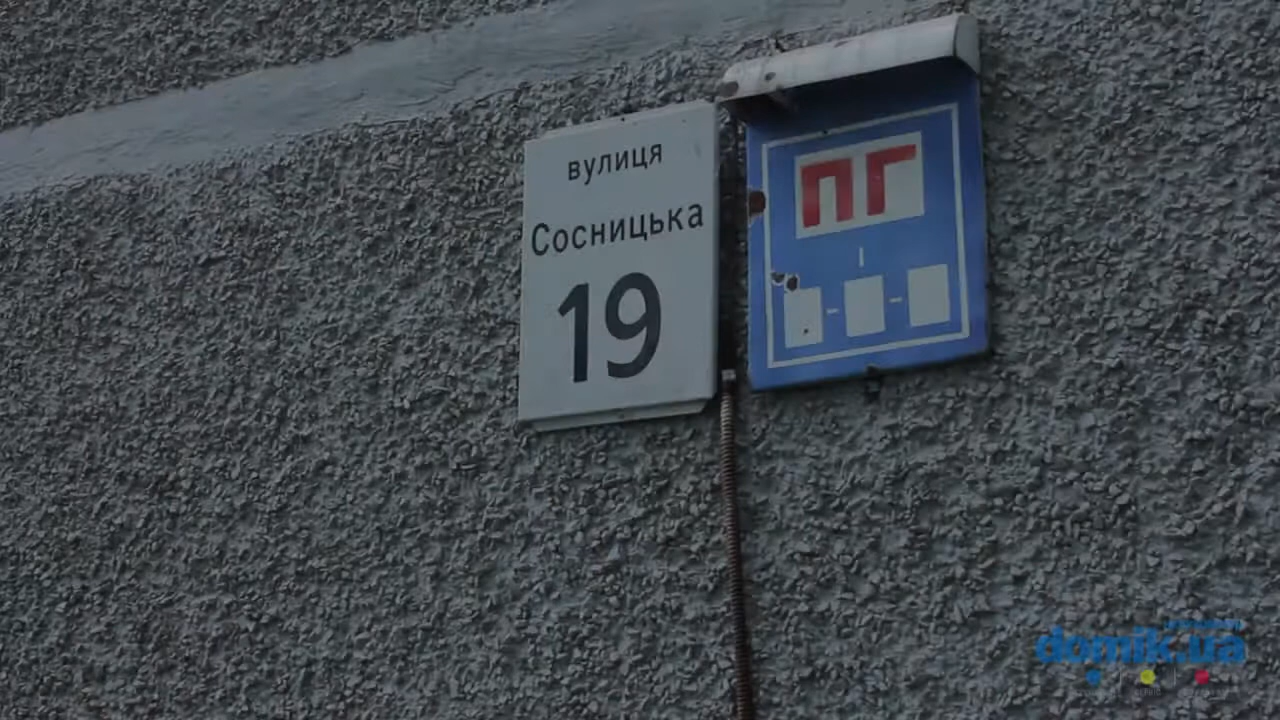 вулиця
Сосницька
19
ПГ
domik.ua